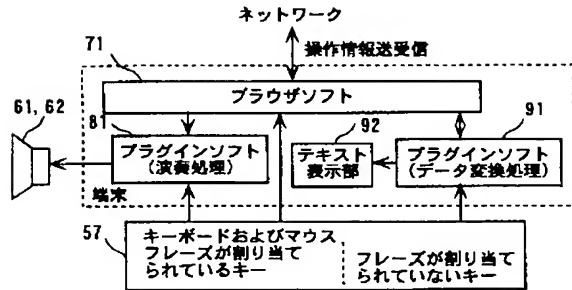 ネットワーク
操作情報送受信
71
ブラウザソフト
61, 62
81
プラグインソフト
(演奏処理)
92
テキスト
表示部
91
プラグインソフト
(データ変換処理)
端末
57
キーボードおよびマウス
フレーズが割り当て
られているキー
フレーズが割り当て
られていないキー